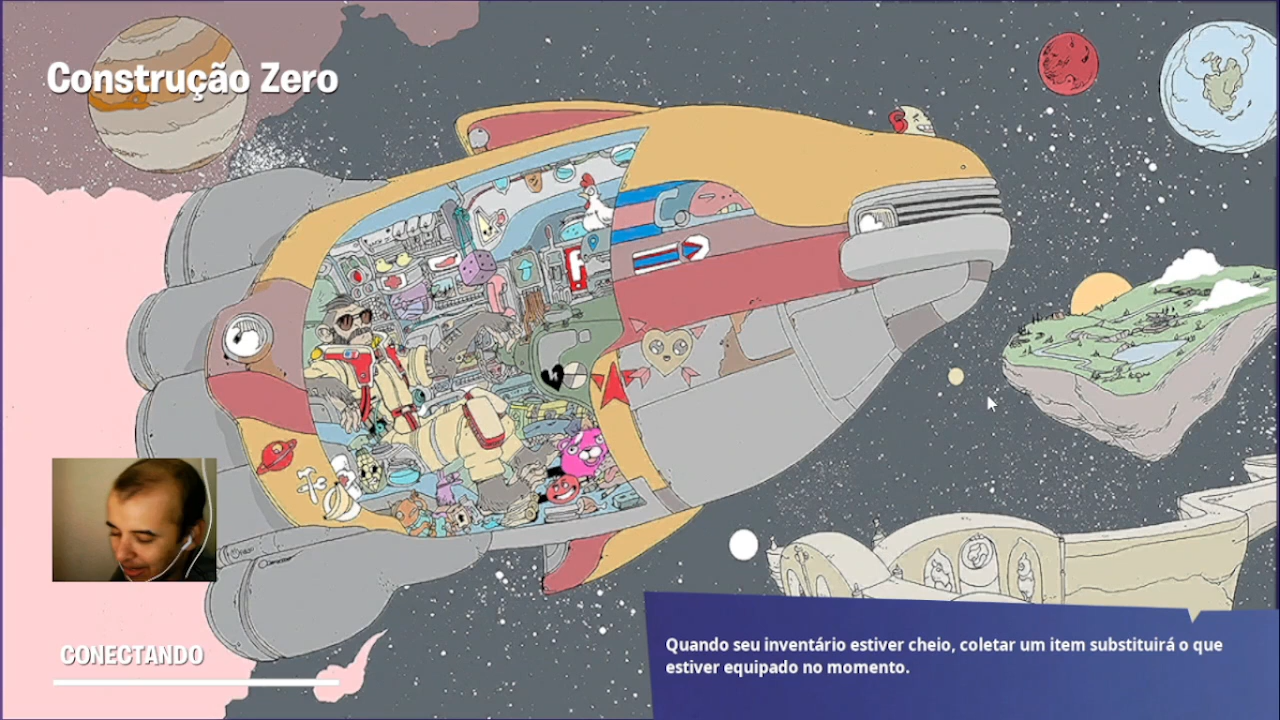 Construção Zero
CONECTANDO
Quando seu inventário estiver cheio, coletar um item substituirá o que
estiver equipado no momento.